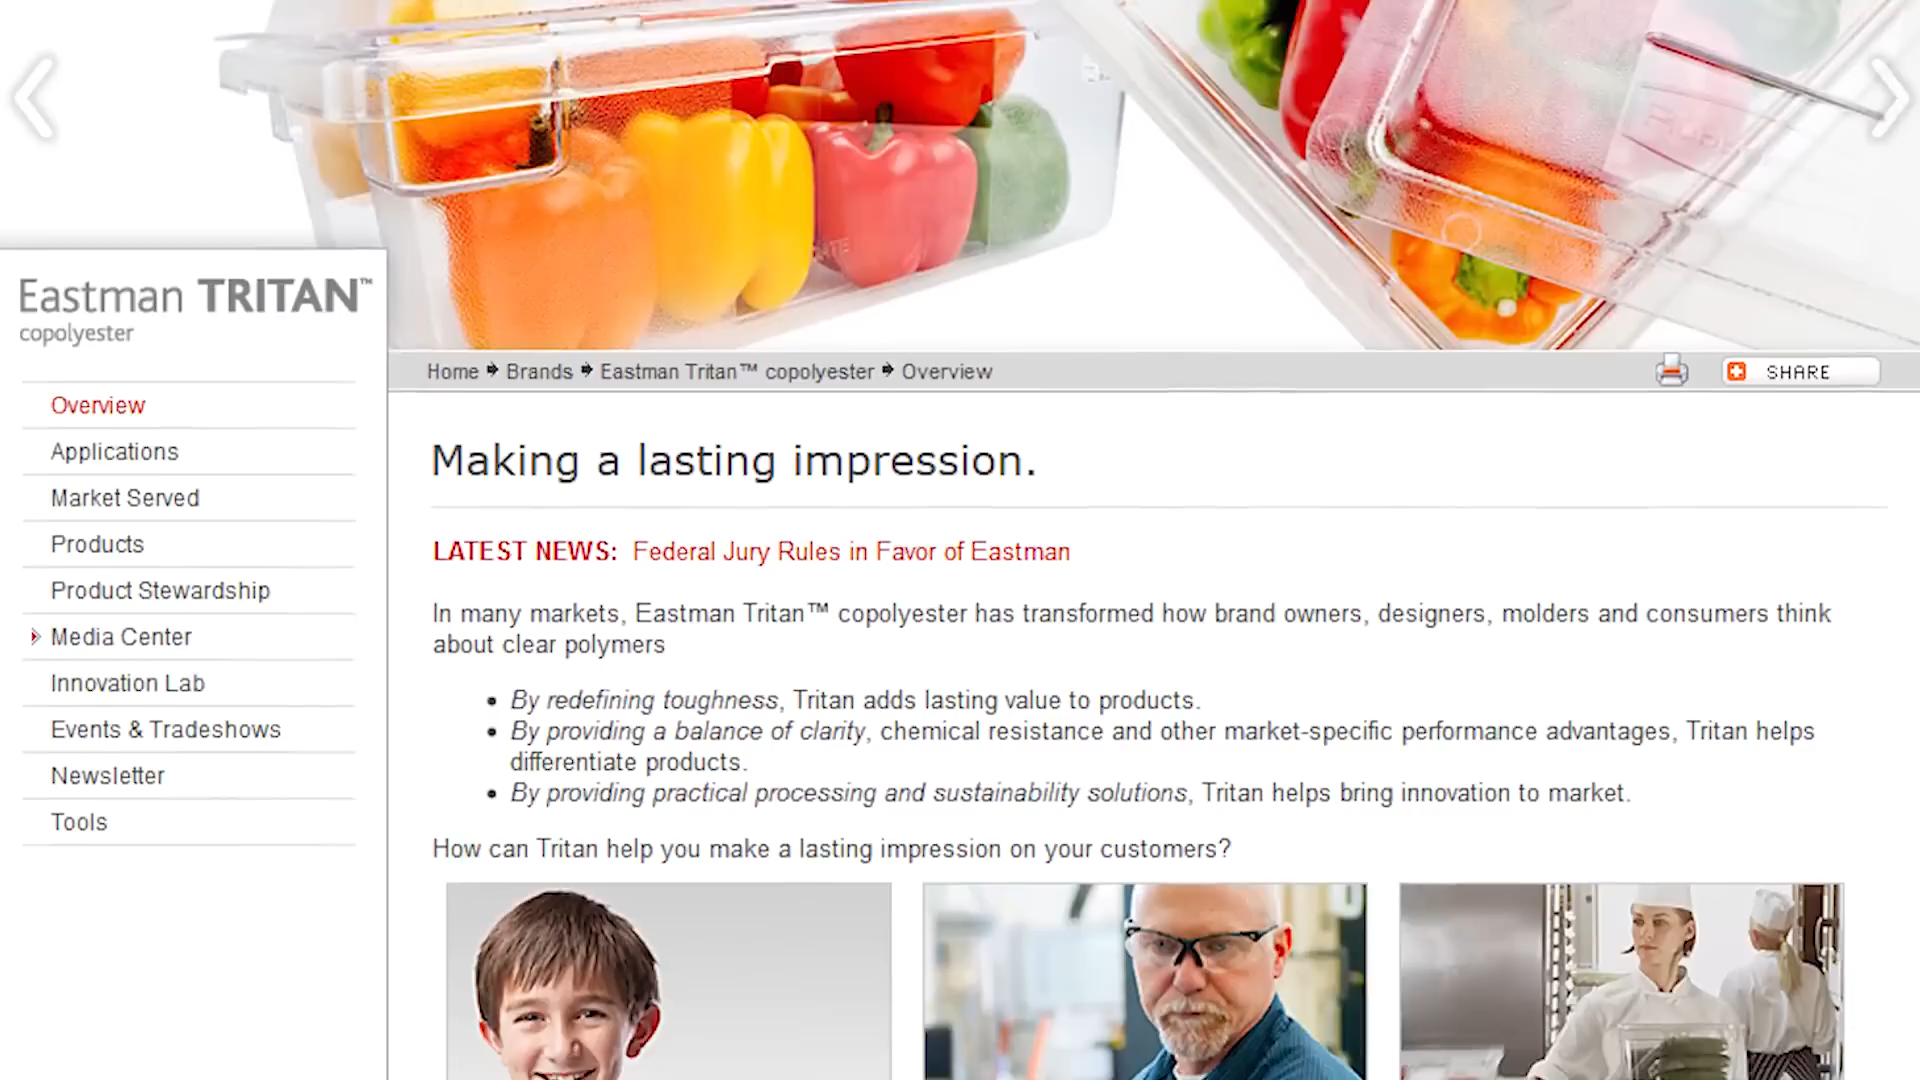 Eastman TRITAN™
copolyester
Overview
Applications
Market Served
Products
Product Stewardship
Media Center
Innovation Lab
Events & Tradeshows
Newsletter
Tools
Home Brands Eastman Tritan™ copolyester Overview
SHARE
Making a lasting impression.
LATEST NEWS: Federal Jury Rules in Favor of Eastman
In many markets, Eastman Tritan™ copolyester has transformed how brand owners, designers, molders and consumers think
about clear polymers
By redefining toughness, Tritan adds lasting value to products.
By providing a balance of clarity, chemical resistance and other market-specific performance advantages, Tritan helps
differentiate products.
By providing practical processing and sustainability solutions, Tritan helps bring innovation to market.
How can Tritan help you make a lasting impression on your customers?